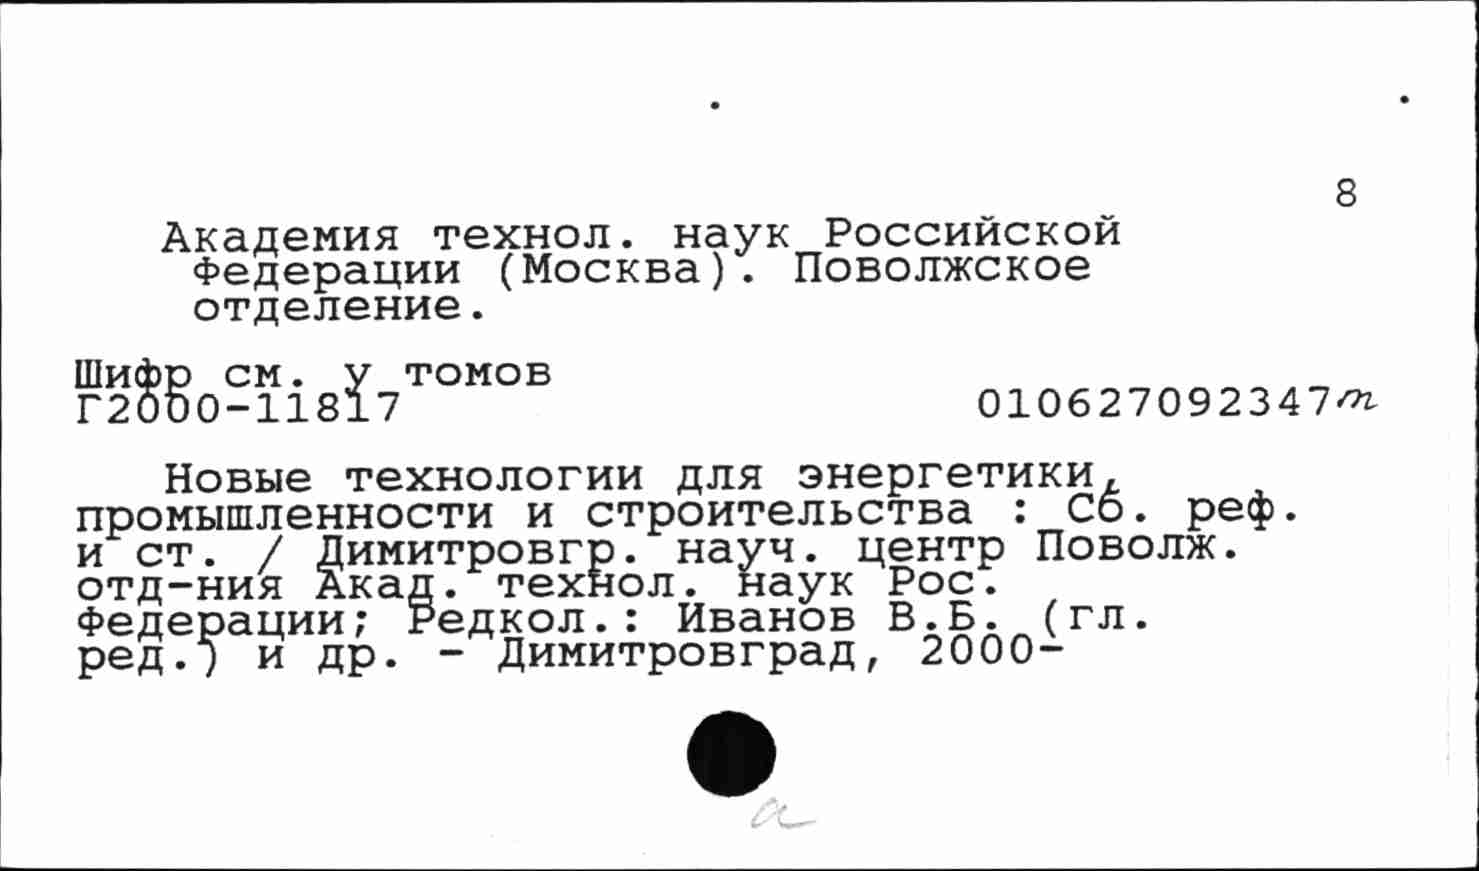 8
Академия технол. наук Российской
Федерации (Москва). Поволжское
отделение.
Шифр см. у томов
Г2000-11817
010627092347т
Новые технологии для энергетики,
промышленности и строительства : Сб. реф.
и ст. / Димитровгр. науч. центр Поволж.
отд-ния Акад. технол. наук Рос.
Федерации; Редкол.: Иванов В.Б. (гл.
ред.) и др. - Димитровград, 2000-
а